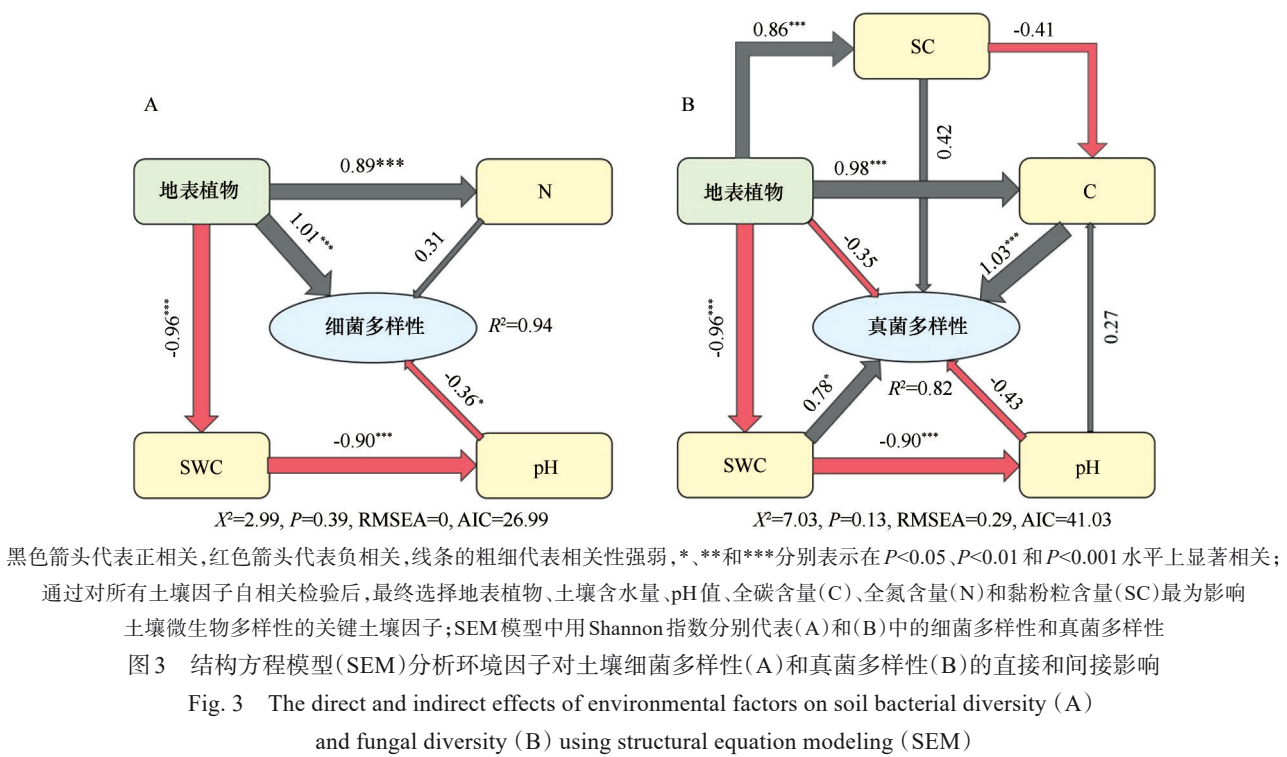 A
地表植物
0.89***
N
1.01***
0.31
-0.96***
细菌多样性
R²=0.94
-0.36*
SWC
-0.90***
pH
X²=2.99, P=0.39, RMSEA=0, AIC=26.99
B
0.86***
SC
-0.41
0.42
地表植物
0.98***
C
-0.35
1.03***
-0.96***
真菌多样性
0.27
0.78*
R²=0.82
-0.43
SWC
-0.90***
pH
X²=7.03, P=0.13, RMSEA=0.29, AIC=41.03
黑色箭头代表正相关,红色箭头代表负相关,线条的粗细代表相关性强弱,*、**和***分别表示在P<0.05、P<0.01和P<0.001水平上显著相关;
通过对所有土壤因子自相关检验后,最终选择地表植物、土壤含水量、pH值、全碳含量(C)、全氮含量(N)和黏粉粒含量(SC)最为影响
土壤微生物多样性的关键土壤因子;SEM模型中用Shannon指数分别代表(A)和(B)中的细菌多样性和真菌多样性
图3 结构方程模型(SEM)分析环境因子对土壤细菌多样性(A)和真菌多样性(B)的直接和间接影响
Fig. 3 The direct and indirect effects of environmental factors on soil bacterial diversity (A)
and fungal diversity (B) using structural equation modeling (SEM)